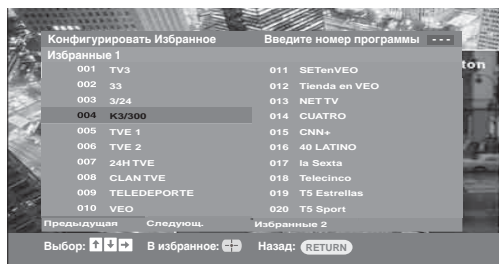 Конфигурировать Избранное Введите номер программы ---
Избранные 1
ton
001 TV3
002 33
003 3/24
004 K3/300
005 TVE 1
006 TVE 2
007 24H TVE
008 CLAN TVE
009 TELEDEPORTE
010 VEO
011 SETenVEO
012 Tienda en VEO
013 NET TV
014 CUATRO
015 CNN+
016 40 LATINO
017 la Sexta
018 Telecinco
019 T5 Estrellas
020 T5 Sport
Предыдущая Следующ. Избранные 2
Выбор: ↑ ↓ → В избранное: Назад: RETURN